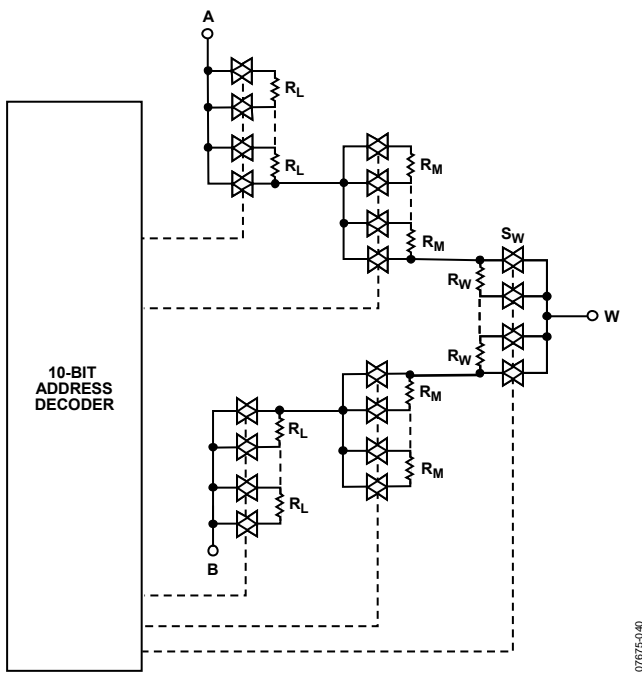 A
R_L
R_L
R_M
R_M
S_W
R_W
W
R_W
10-BIT
ADDRESS
DECODER
R_M
R_L
R_M
R_L
B
07675-040